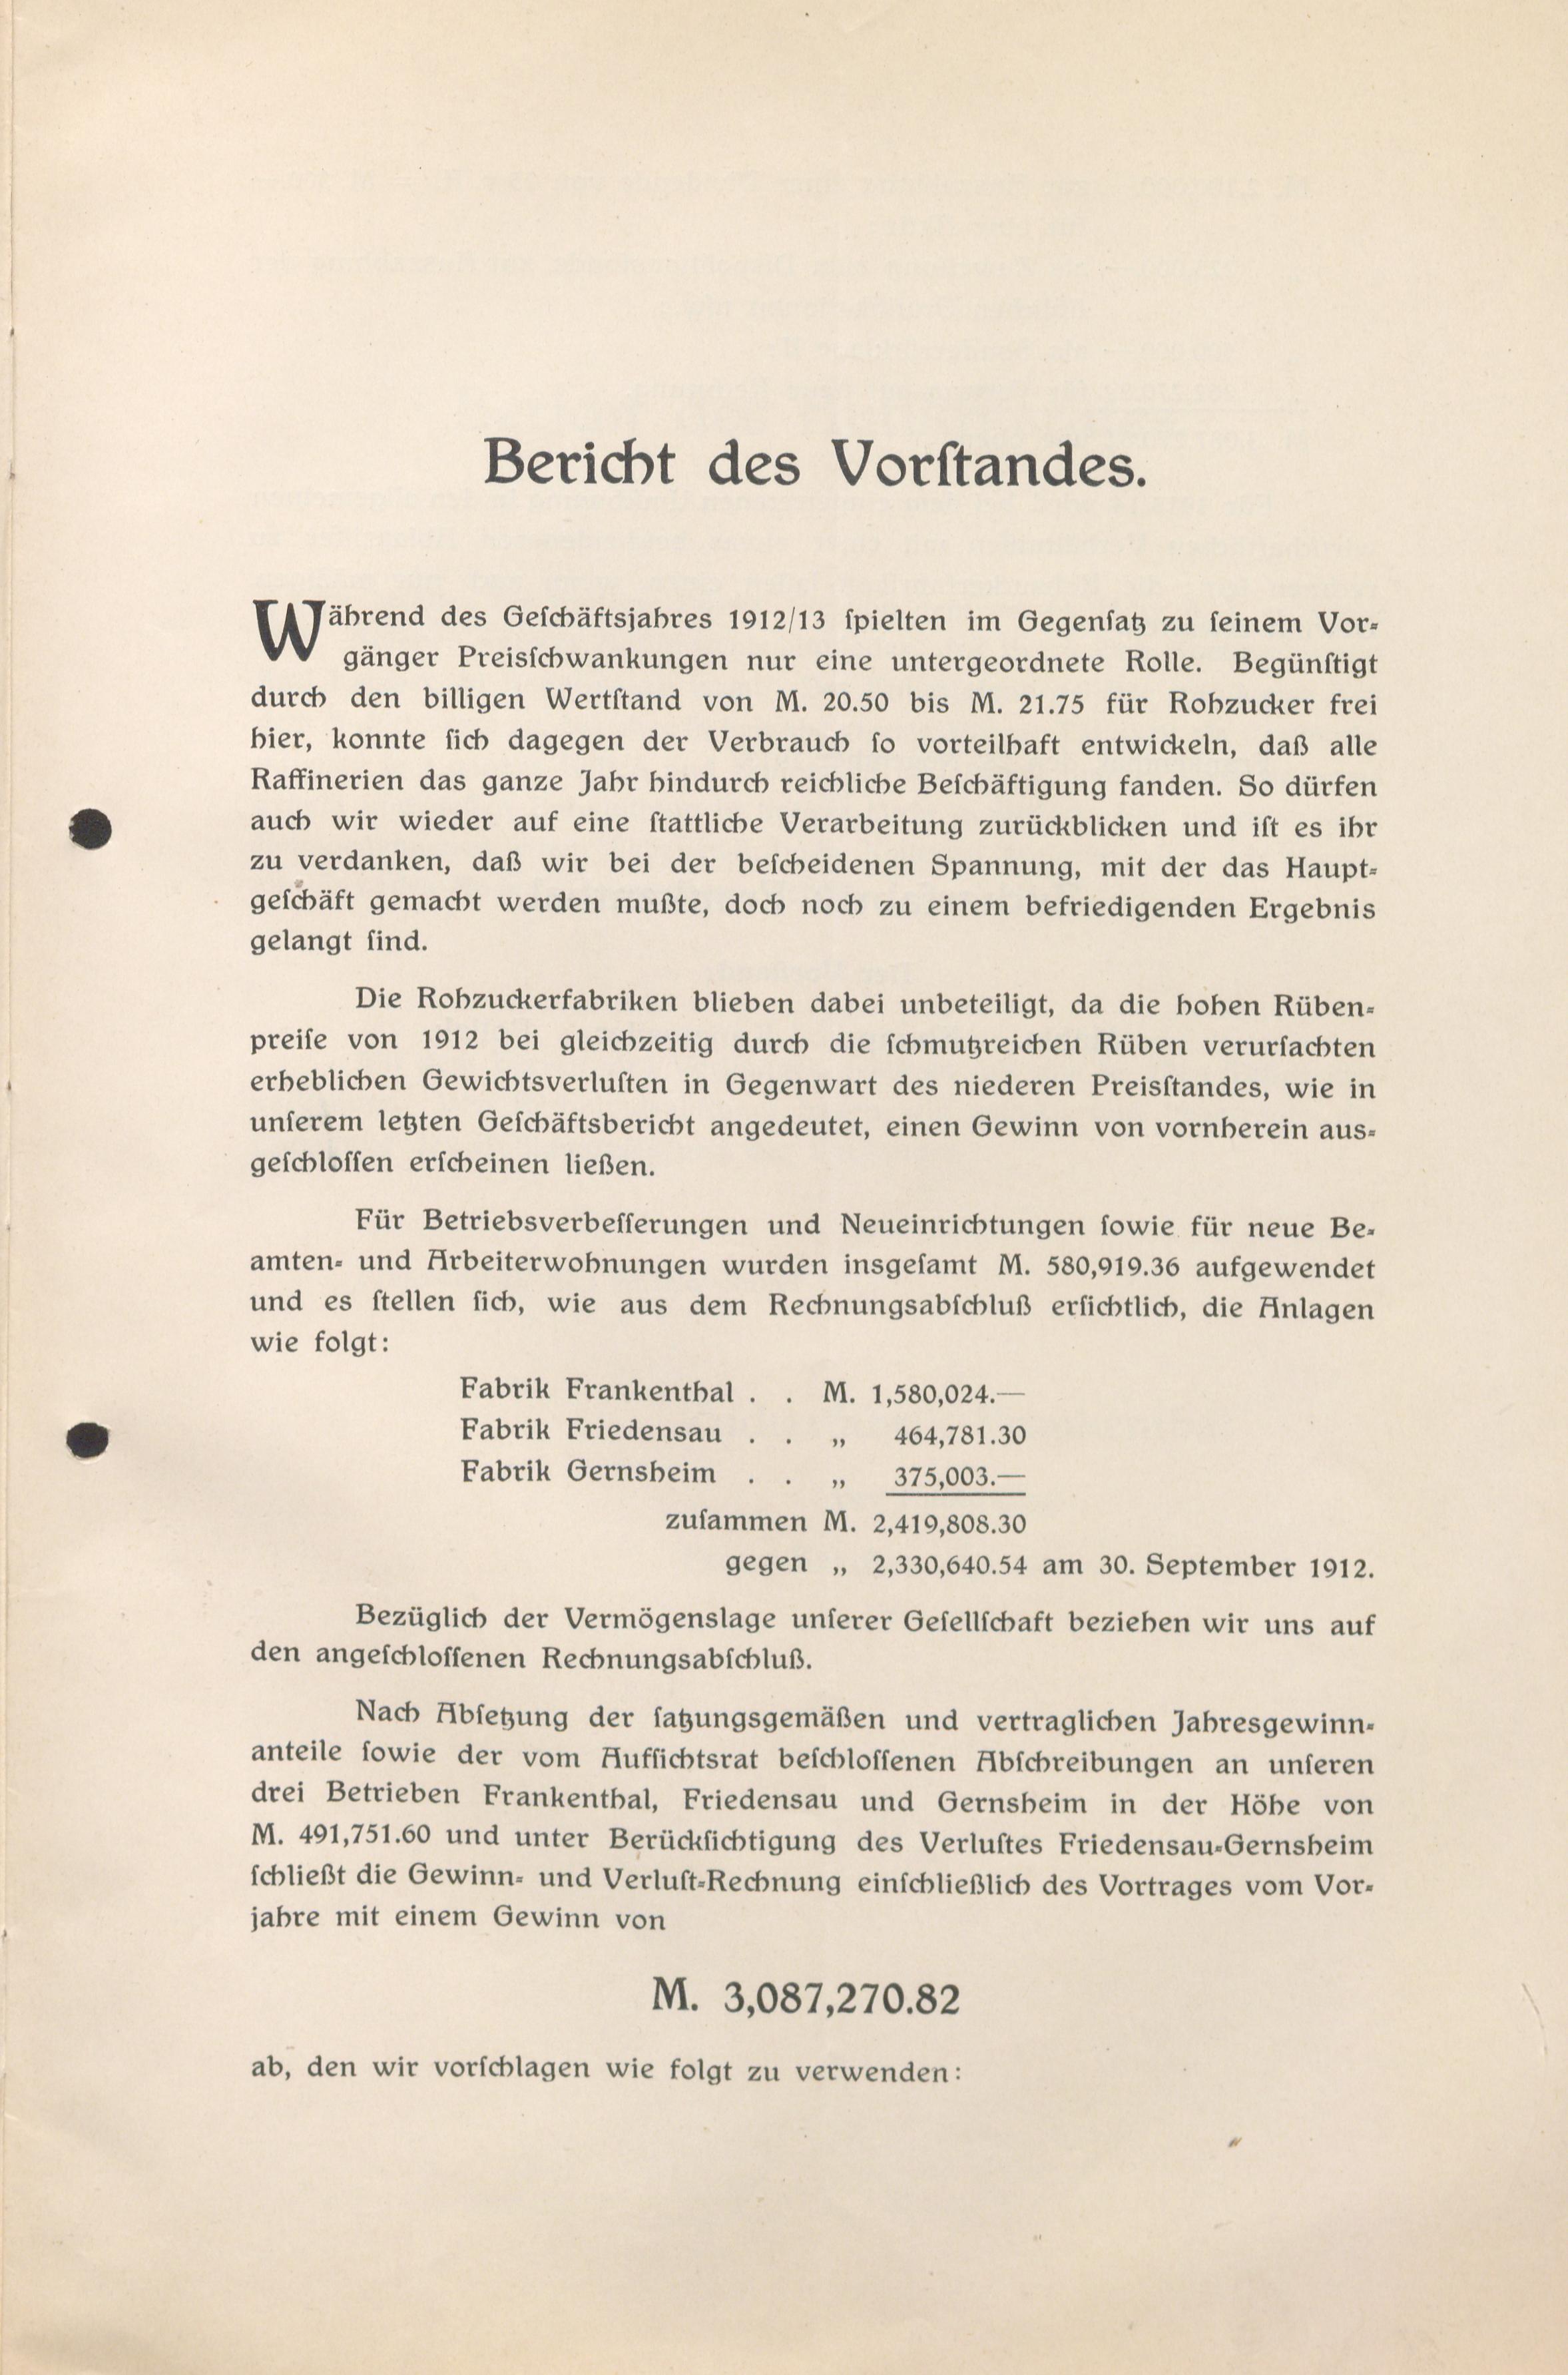 Bericht des Vorſtandes.
Während des Geſchäftsjahres 1912/13 ſpielten im Gegenſatz zu ſeinem Vor-
gänger Preisſchwankungen nur eine untergeordnete Rolle. Begünſtigt
durch den billigen Wertſtand von M. 20.50 bis M. 21.75 für Rohzucker frei
hier, konnte ſich dagegen der Verbrauch ſo vorteilhaft entwickeln, daß alle
Raffinerien das ganze Jahr hindurch reichliche Beſchäftigung fanden. So dürfen
auch wir wieder auf eine ſtattliche Verarbeitung zurückblicken und iſt es ihr
zu verdanken, daß wir bei der beſcheidenen Spannung, mit der das Haupt-
geſchäft gemacht werden mußte, doch noch zu einem befriedigenden Ergebnis
gelangt ſind.
Die Rohzuckerfabriken blieben dabei unbeteiligt, da die hohen Rüben-
preiſe von 1912 bei gleichzeitig durch die ſchmutzreichen Rüben verurſachten
erheblichen Gewichtsverluſten in Gegenwart des niederen Preisſtandes, wie in
unſerem letzten Geſchäftsbericht angedeutet, einen Gewinn von vornherein aus-
geſchloſſen erſcheinen ließen.
Für Betriebsverbeſſerungen und Neueinrichtungen ſowie für neue Be-
amten- und Arbeiterwohnungen wurden insgeſamt M. 580,919.36 aufgewendet
und es ſtellen ſich, wie aus dem Rechnungsabſchluß erſichtlich, die Anlagen
wie folgt:
Fabrik Frankenthal . . M. 1,580,024.—
Fabrik Friedensau . . „ 464,781.30
Fabrik Gernsheim . . „ 375,003.—
zuſammen M. 2,419,808.30
gegen „ 2,330,640.54 am 30. September 1912.
Bezüglich der Vermögenslage unſerer Geſellſchaft beziehen wir uns auf
den angeſchloſſenen Rechnungsabſchluß.
Nach Abſetzung der ſatzungsgemäßen und vertraglichen Jahresgewinn-
anteile ſowie der vom Aufſichtsrat beſchloſſenen Abſchreibungen an unſeren
drei Betrieben Frankenthal, Friedensau und Gernsheim in der Höhe von
M. 491,751.60 und unter Berückſichtigung des Verluſtes Friedensau-Gernsheim
ſchließt die Gewinn- und Verluſt-Rechnung einſchließlich des Vortrages vom Vor-
jahre mit einem Gewinn von
M. 3,087,270.82
ab, den wir vorſchlagen wie folgt zu verwenden: